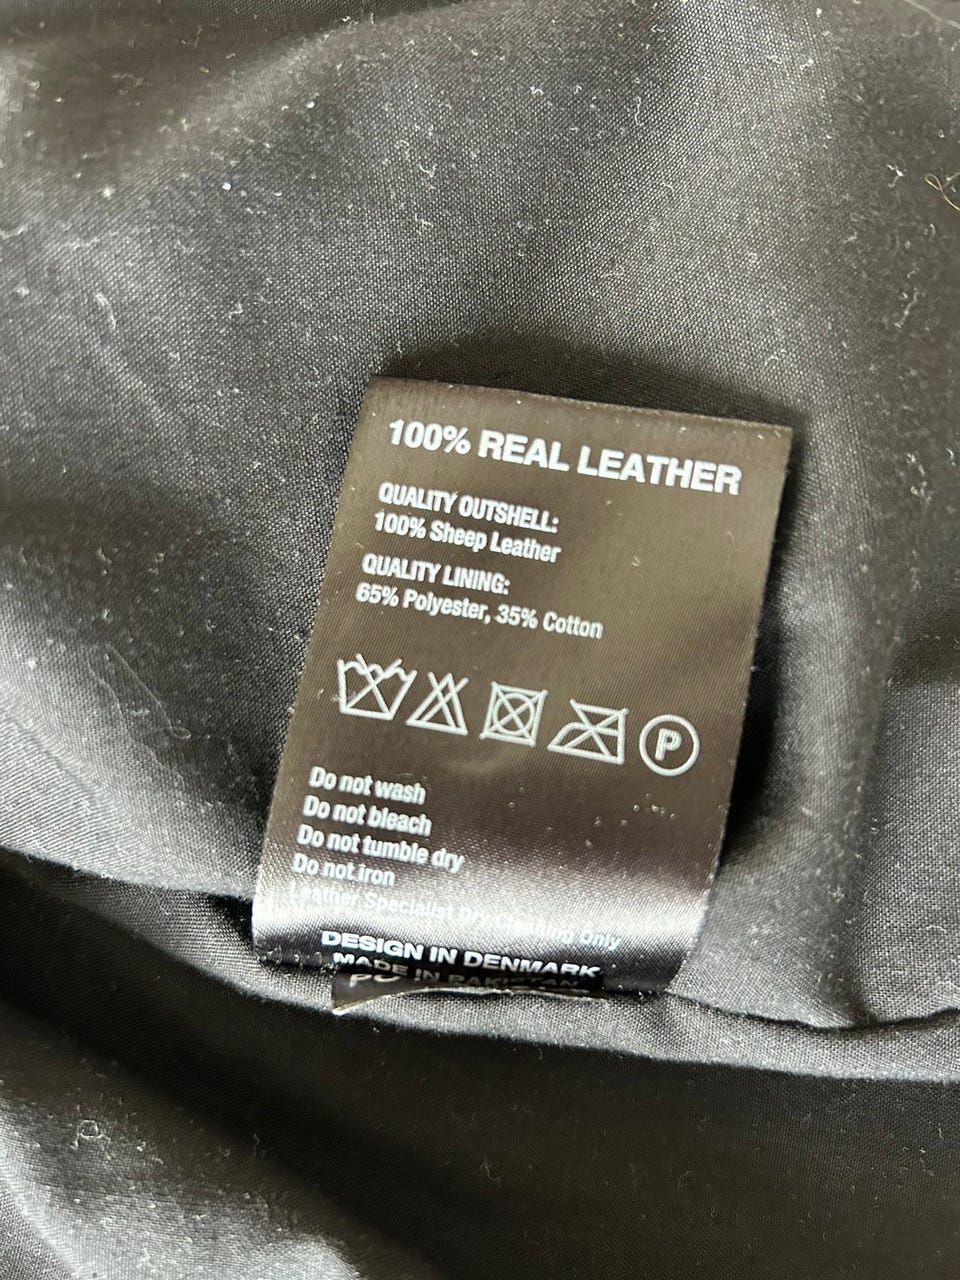 100% REAL LEATHER
QUALITY OUTSHELL:
100% Sheep Leather
QUALITY LINING:
65% Polyester, 35% Cotton
P
Do not wash
Do not bleach
Do not tumble dry
Do not iron
Leather Specialist Dry Cleaning Only
DESIGN IN DENMARK
MADE IN PAKISTAN